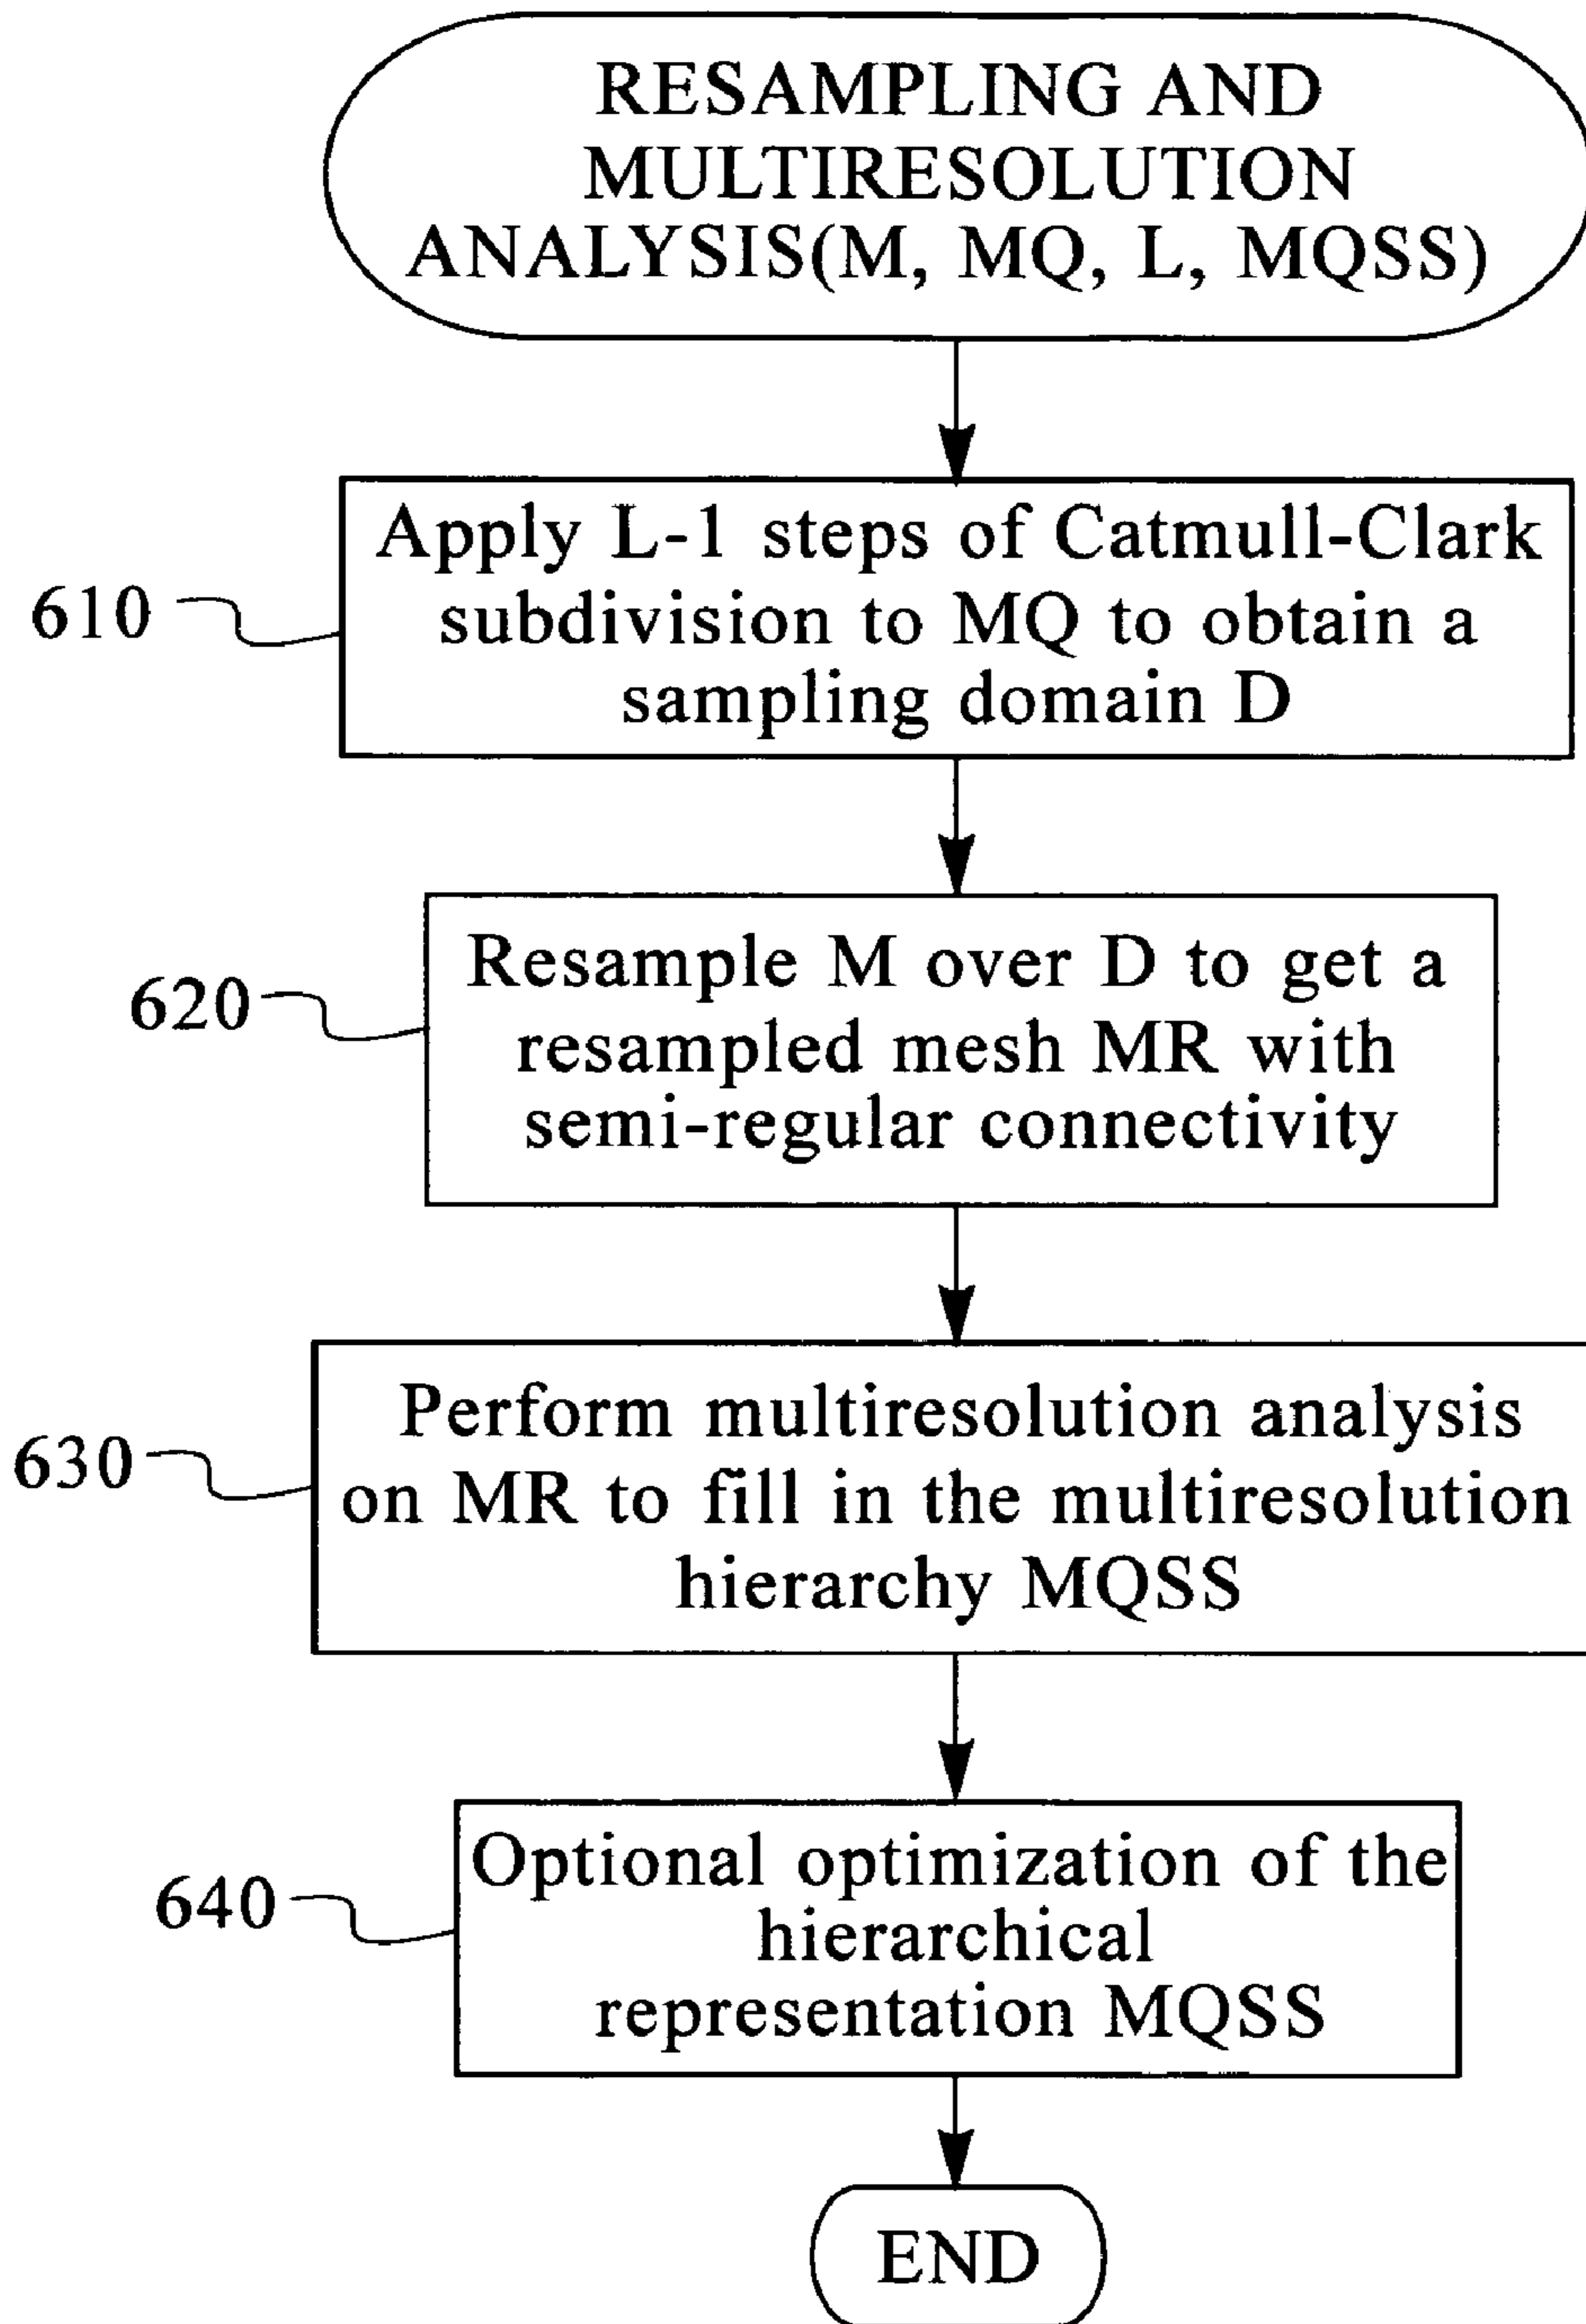 RESAMPLING AND
MULTIRESOLUTION
ANALYSIS(M, MQ, L, MQSS)
610
Apply L-1 steps of Catmull-Clark
subdivision to MQ to obtain a
sampling domain D
620
Resample M over D to get a
resampled mesh MR with
semi-regular connectivity
630
Perform multiresolution analysis
on MR to fill in the multiresolution
hierarchy MQSS
640
Optional optimization of the
hierarchical
representation MQSS
END